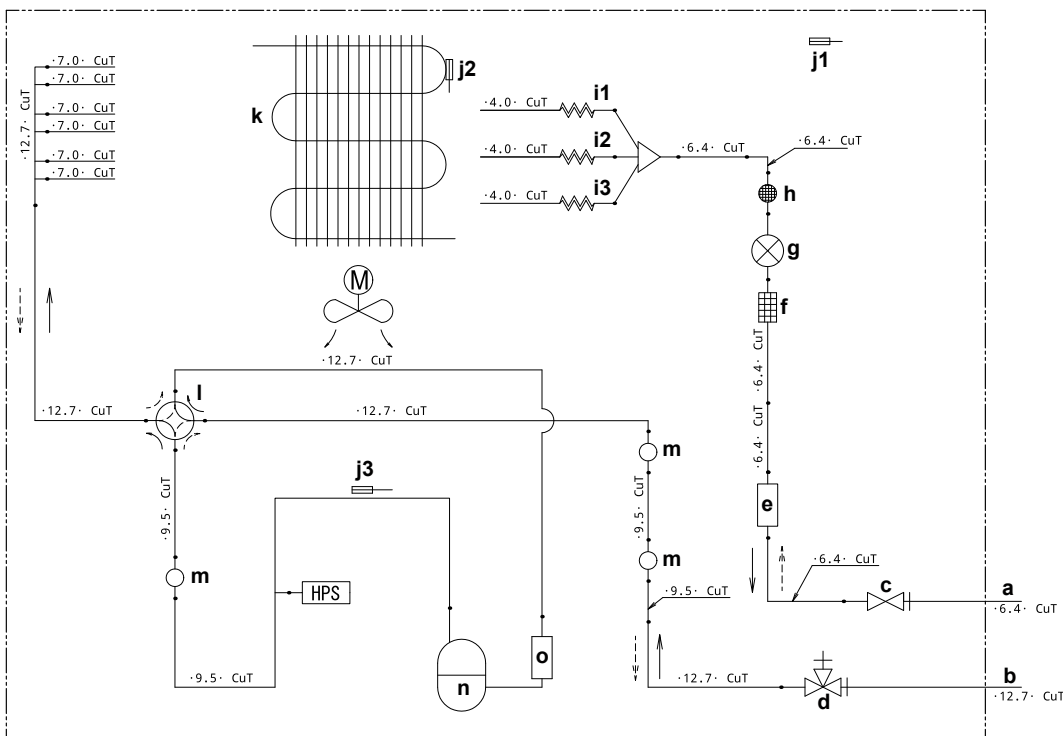 ·7.0· CuT
·7.0· CuT
·7.0· CuT
·7.0· CuT
·7.0· CuT
·7.0· CuT
·12.7· CuT
k
j2
j1
·4.0· CuT
i1
·4.0· CuT
i2
·4.0· CuT
i3
·6.4· CuT
·6.4· CuT
h
g
f
M
·12.7· CuT
·6.4· CuT
l
·12.7· CuT
·12.7· CuT
·6.4· CuT
m
j3
·9.5· CuT
·9.5· CuT
e
m
m
HPS
·9.5· CuT
·6.4· CuT
c
a
·6.4· CuT
·9.5· CuT
n
o
·12.7· CuT
d
b
·12.7· CuT